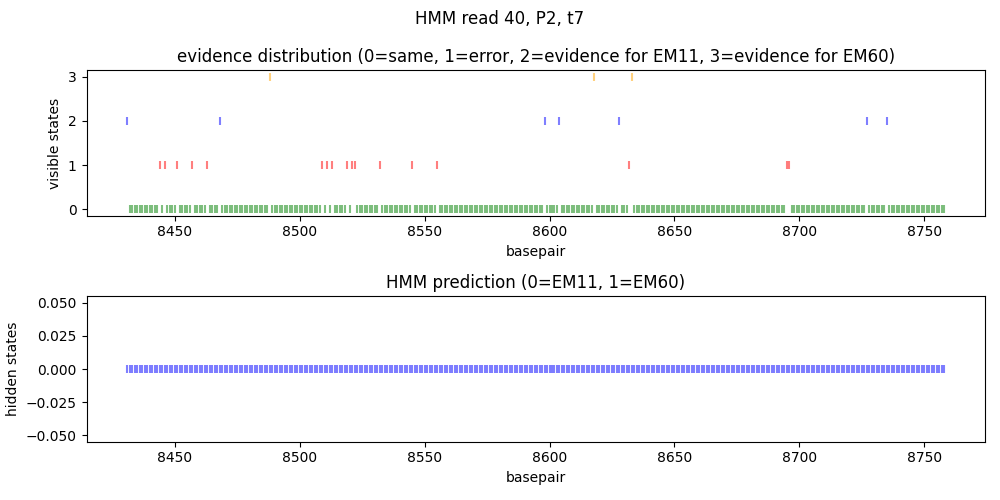 HMM read 40, P2, t7
evidence distribution (0=same, 1=error, 2=evidence for EM11, 3=evidence for EM60)
visible states
3
2
1
0
8450 8500 8550 8600 8650 8700 8750
basepair
HMM prediction (0=EM11, 1=EM60)
hidden states
0.050
0.025
0.000
−0.025
−0.050
8450 8500 8550 8600 8650 8700 8750
basepair